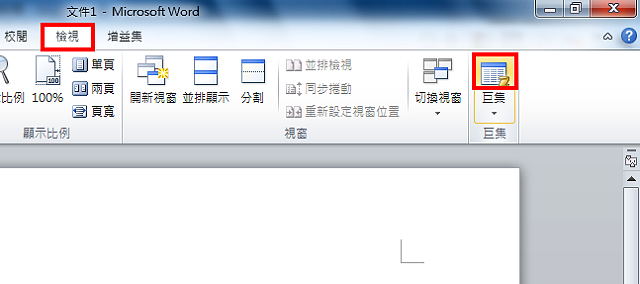 文件1 - Microsoft Word
校閱 檢視 增益集
比例 100% 單頁 兩頁 頁寬
顯示比例
開新視窗 並排顯示 分割
並排檢視
同步捲動
重新設定視窗位置
切換視窗
視窗
巨集
巨集